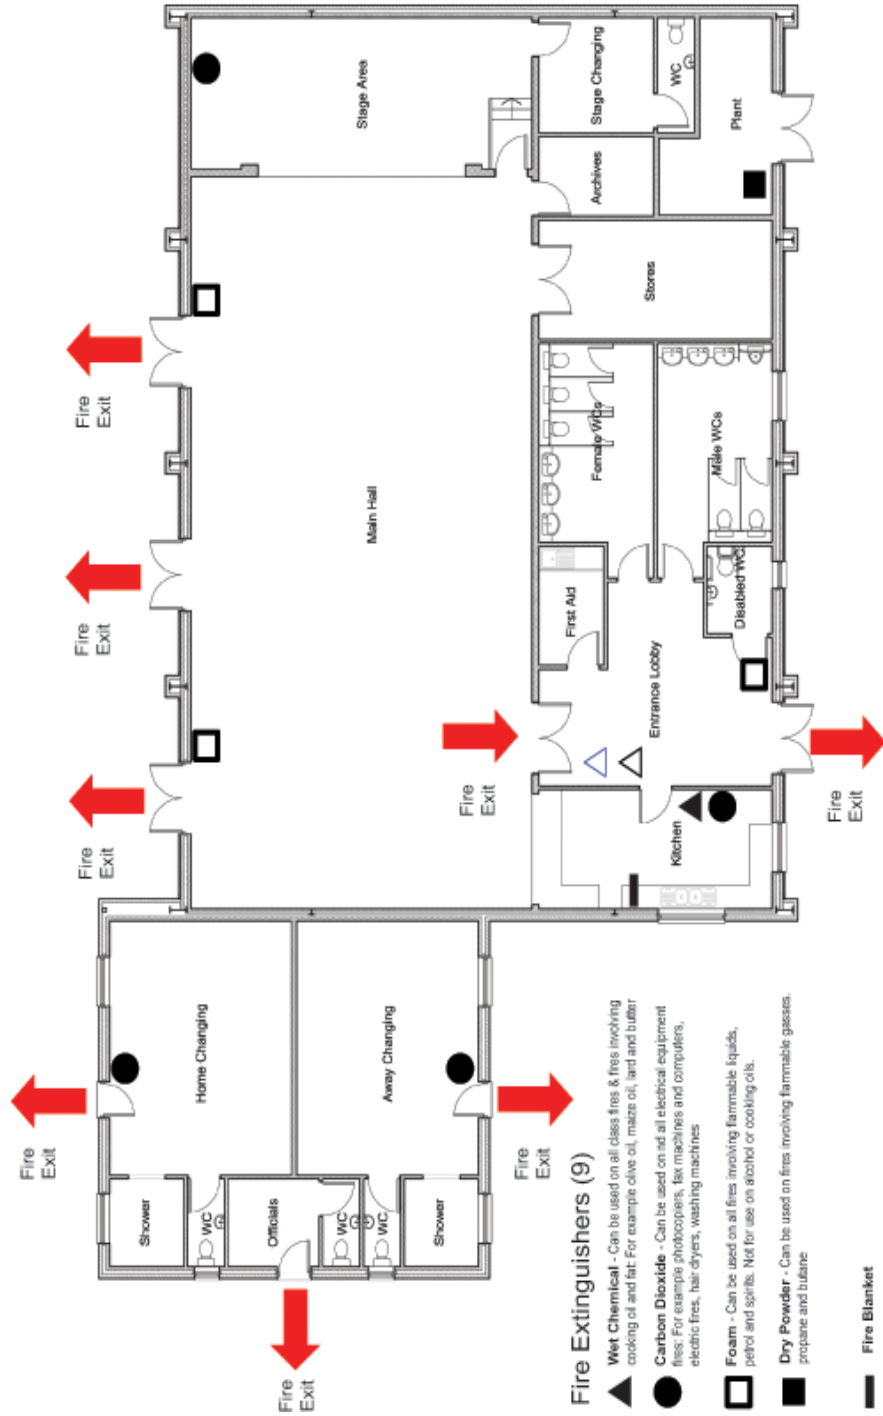 Stage Area
Stage Changing
WC
Plant
Archives
Stores
Fire
Exit
Fire
Exit
Fire
Exit
Main Hall
Female WCs
Male WCs
First Aid
Disabled WC
Entrance Lobby
Fire
Exit
Fire
Exit
Kitchen
Home Changing
Away Changing
Fire
Exit
Fire
Exit
Shower
WC
Officials
WC
WC
Shower
Fire
Exit
Fire Extinguishers (9)
Wet Chemical - Can be used on all class fires & fires involving
cooking oil and fat: For example olive oil, maize oil, lard and butter
Carbon Dioxide - Can be used on nd all electrical equipment
fires: For example photocopiers, fax machines and computers,
electric fires, hair dryers, washing machines
Foam - Can be used on all fires involving flammable liquids,
petrol and spirits. Not for use on alcohol or cooking oils.
Dry Powder - Can be used on fires involving flammable gasses.
propane and butane
Fire Blanket